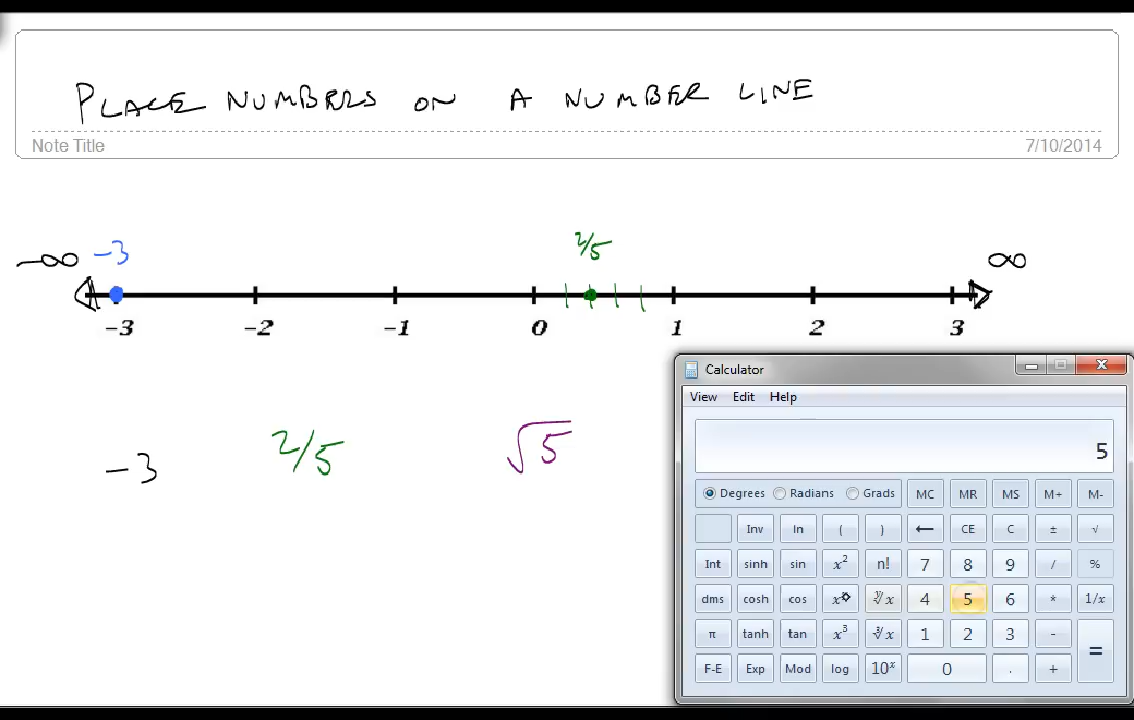 PLACE NUMBERS ON A NUMBER LINE
Note Title
7/10/2014
-∞ -3 2/5 ∞
-3 -2 -1 0 1 2 3
-3 2/5 √5
Calculator
View Edit Help
5
Degrees Radians Grads MC MR MS M+ M-
Inv ln ( ) ← CE C ± √
Int sinh sin x² n! 7 8 9 / %
dms cosh cos ʸ√x 4 5 6 * 1/x
π tanh tan x³ ³√x 1 2 3 - =
F-E Exp Mod log 10ˣ 0 . +